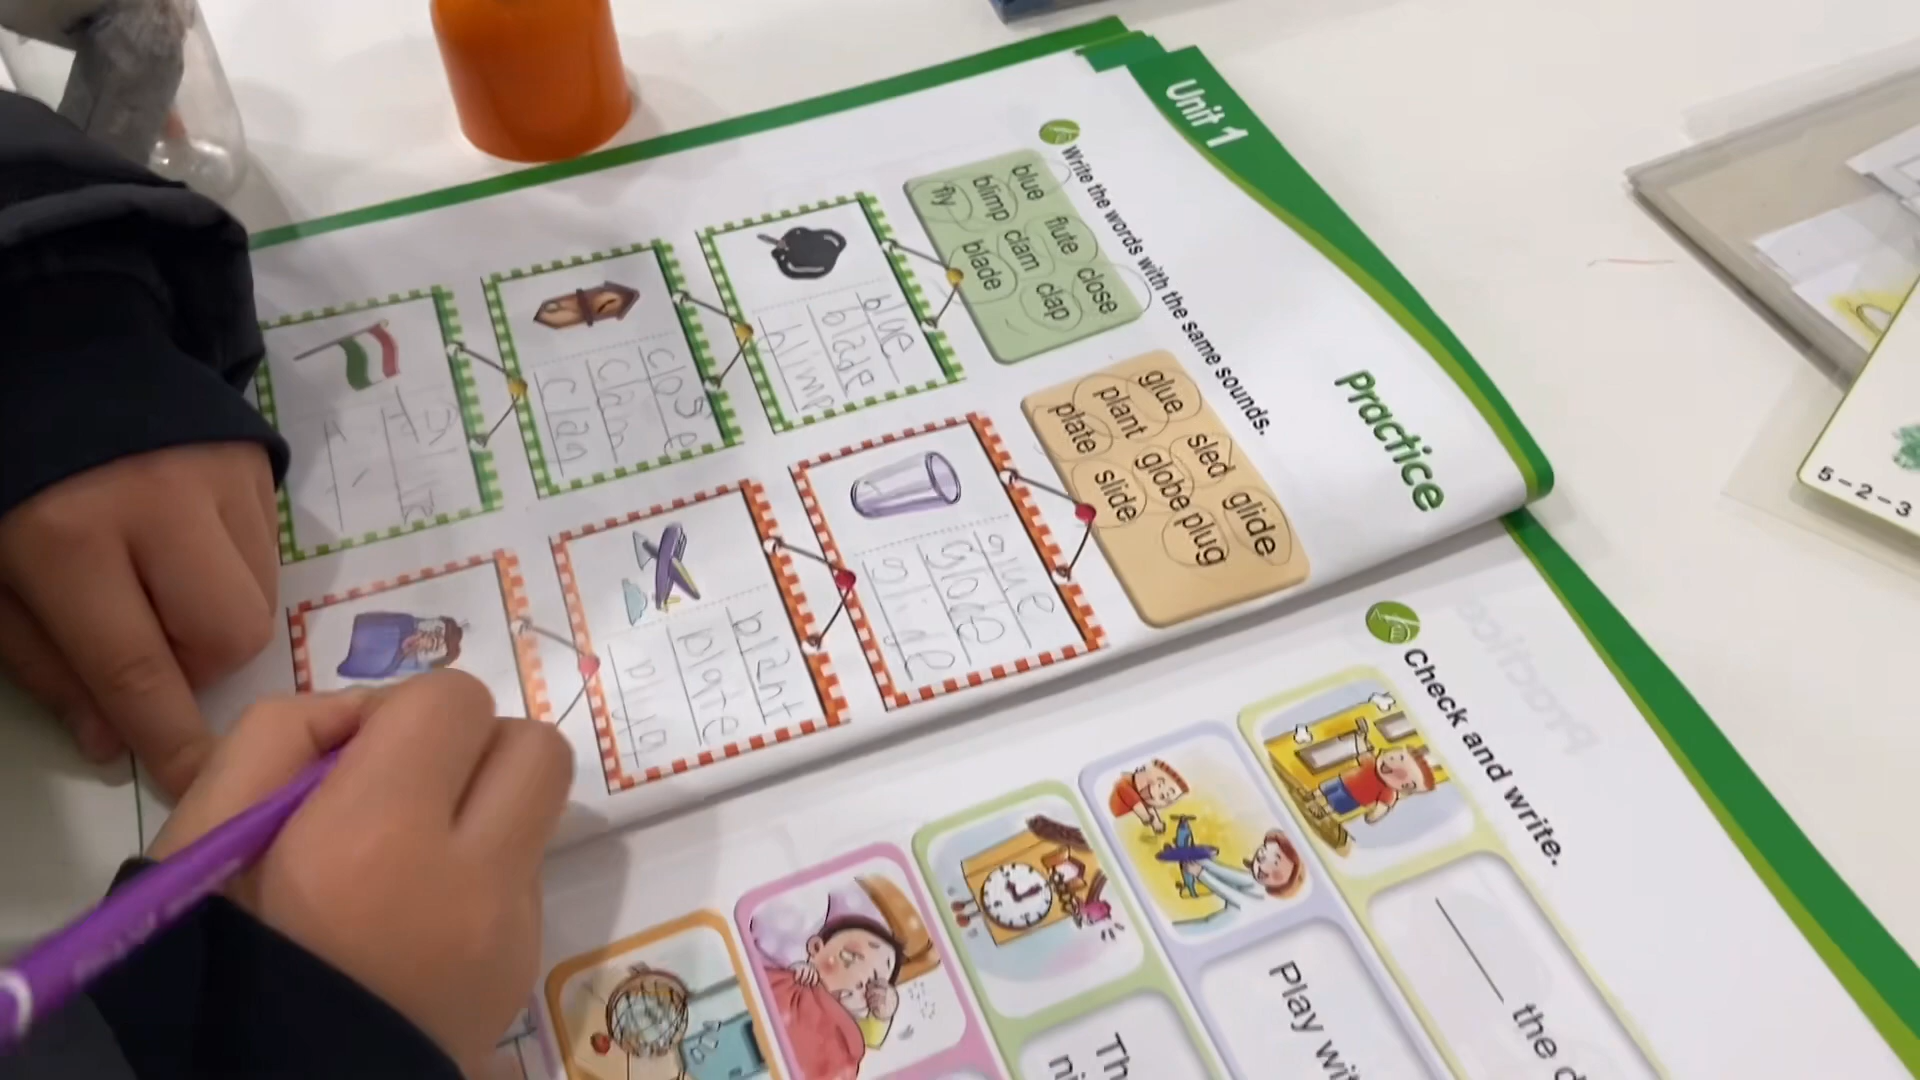 Unit 1
Practice
Write the words with the same sounds.
blue flute close
blimp clam clap
fly blade
glue sled glide
plant globe plug
plate slide
blue
blade
blimp
close
clam
clap
glue
globe
glide
plant
plate
plug
Check and write.
the
Play
5-2-3